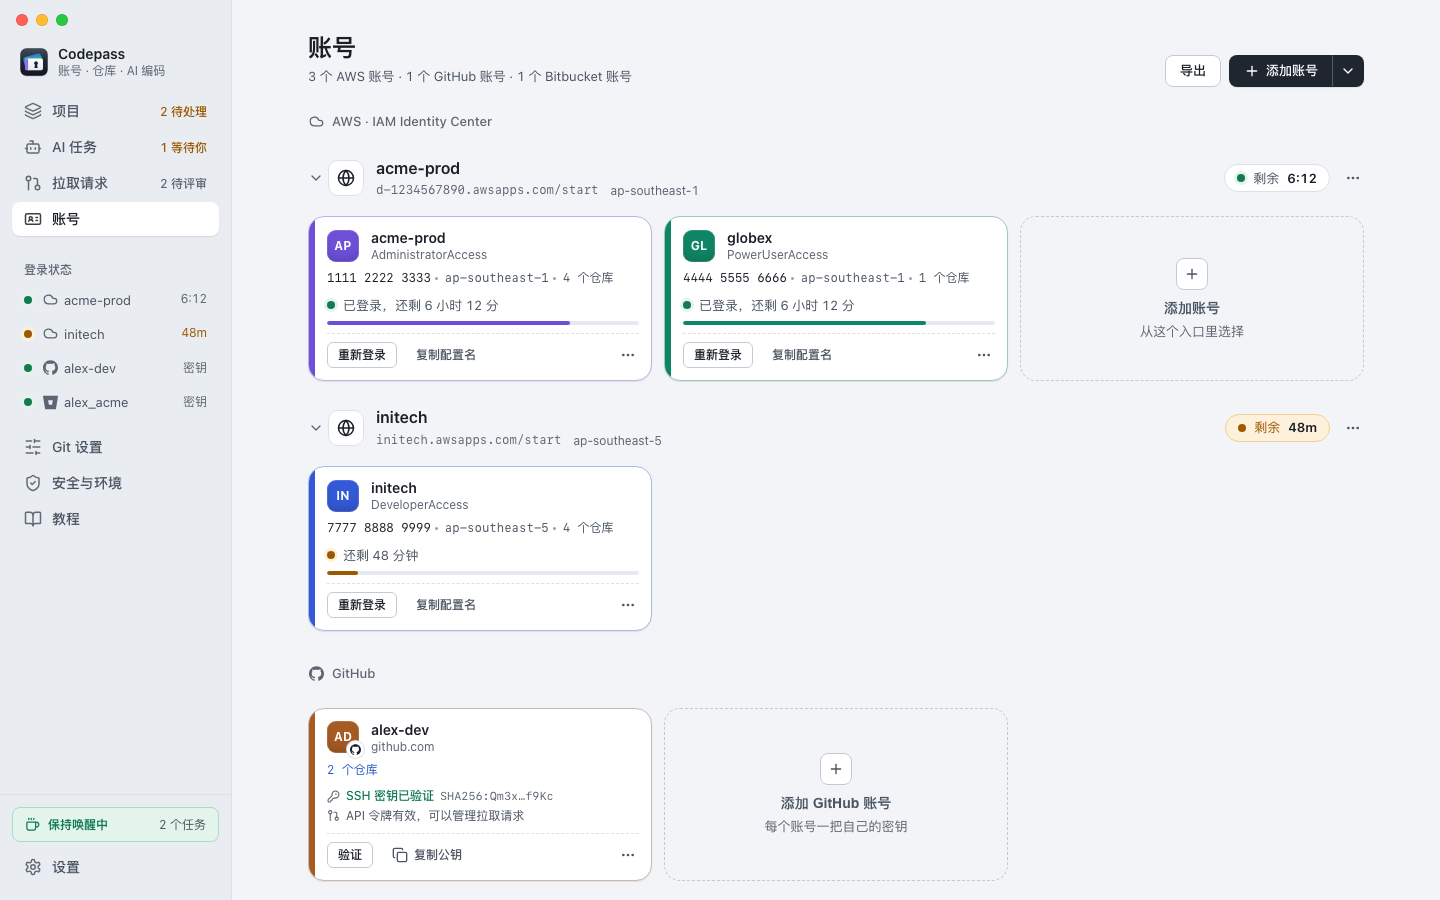 Codepass
账号 · 仓库 · AI 编码
项目 2 待处理
AI 任务 1 等待你
拉取请求 2 待评审
账号
登录状态
acme-prod 6:12
initech 48m
alex-dev 密钥
alex_acme 密钥
Git 设置
安全与环境
教程
保持唤醒中 2 个任务
设置
账号
3 个 AWS 账号 · 1 个 GitHub 账号 · 1 个 Bitbucket 账号
导出
添加账号
AWS · IAM Identity Center
acme-prod
d-1234567890.awsapps.com/start ap-southeast-1
剩余 6:12
AP
acme-prod
AdministratorAccess
1111 2222 3333 · ap-southeast-1 · 4 个仓库
已登录，还剩 6 小时 12 分
重新登录 复制配置名
GL
globex
PowerUserAccess
4444 5555 6666 · ap-southeast-1 · 1 个仓库
已登录，还剩 6 小时 12 分
重新登录 复制配置名
添加账号
从这个入口里选择
initech
initech.awsapps.com/start ap-southeast-5
剩余 48m
IN
initech
DeveloperAccess
7777 8888 9999 · ap-southeast-5 · 4 个仓库
还剩 48 分钟
重新登录 复制配置名
GitHub
AD
alex-dev
github.com
2 个仓库
SSH 密钥已验证 SHA256:Qm3x…f9Kc
API 令牌有效，可以管理拉取请求
验证 复制公钥
添加 GitHub 账号
每个账号一把自己的密钥